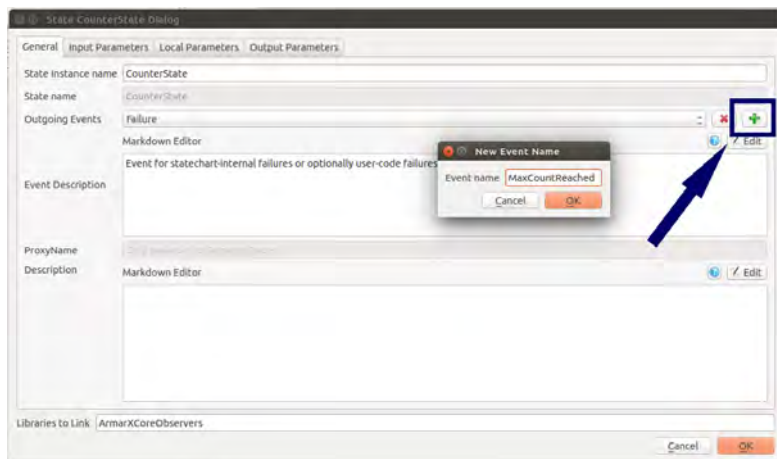 State CounterState Dialog
General Input Parameters Local Parameters Output Parameters
State instance name CounterState
State name CounterState
Outgoing Events Failure
Markdown Editor Edit
New Event Name
Event name MaxCountReached
Cancel OK
Event Description Event for statechart-internal failures or optionally user-code failures
ProxyName
Description Markdown Editor Edit
Libraries to Link ArmarXCoreObservers
Cancel OK